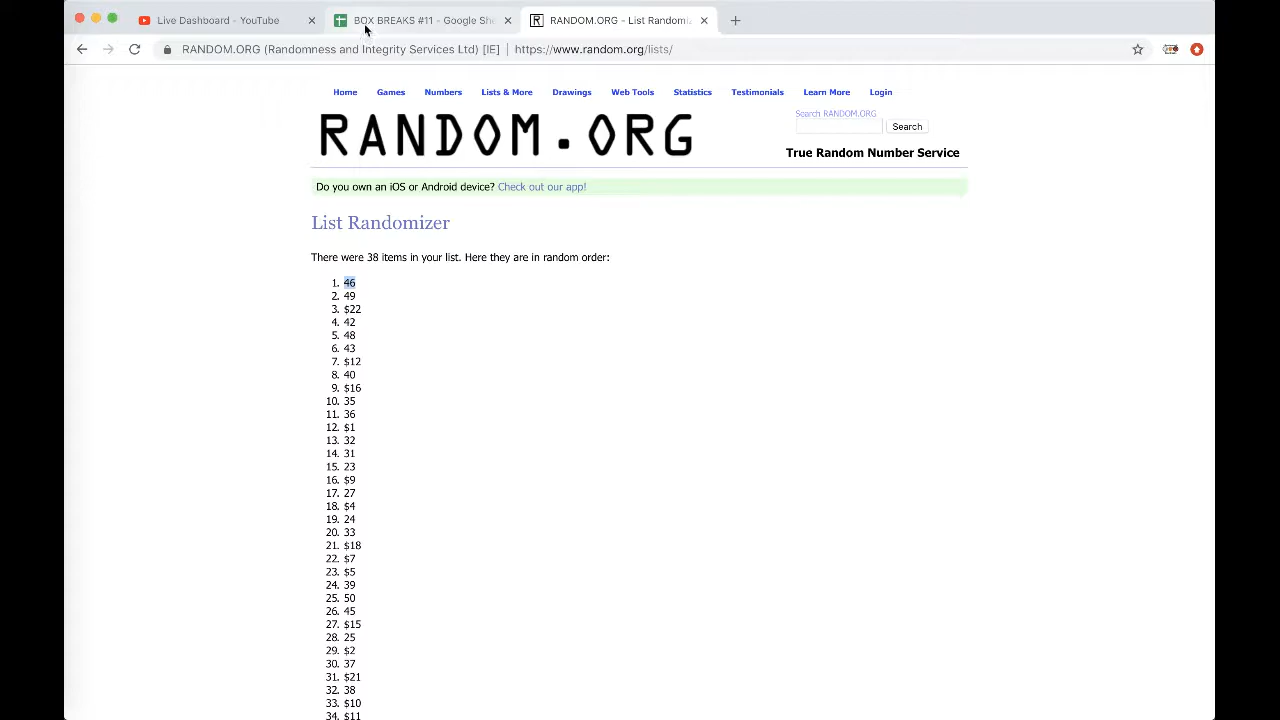 Live Dashboard - YouTube
BOX BREAKS #11 - Google She
RANDOM.ORG - List Randomi
RANDOM.ORG (Randomness and Integrity Services Ltd) [IE] | https://www.random.org/lists/
Home Games Numbers Lists & More Drawings Web Tools Statistics Testimonials Learn More Login
RANDOM.ORG
Search RANDOM.ORG
Search
True Random Number Service
Do you own an iOS or Android device? Check out our app!
List Randomizer
There were 38 items in your list. Here they are in random order:
1. 46
2. 49
3. $22
4. 42
5. 48
6. 43
7. $12
8. 40
9. $16
10. 35
11. 36
12. $1
13. 32
14. 31
15. 23
16. $9
17. 27
18. $4
19. 24
20. 33
21. $18
22. $7
23. $5
24. 39
25. 50
26. 45
27. $15
28. 25
29. $2
30. 37
31. $21
32. 38
33. $10
34. $11